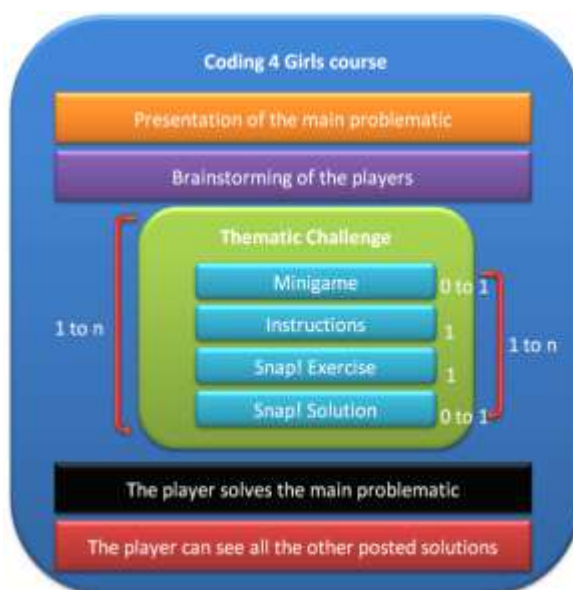 Coding 4 Girls course
Presentation of the main problematic
Brainstorming of the players
Thematic Challenge
Minigame
0 to 1
Instructions
1
1 to n
1 to n
Snap! Exercise
1
Snap! Solution
0 to 1
The player solves the main problematic
The player can see all the other posted solutions